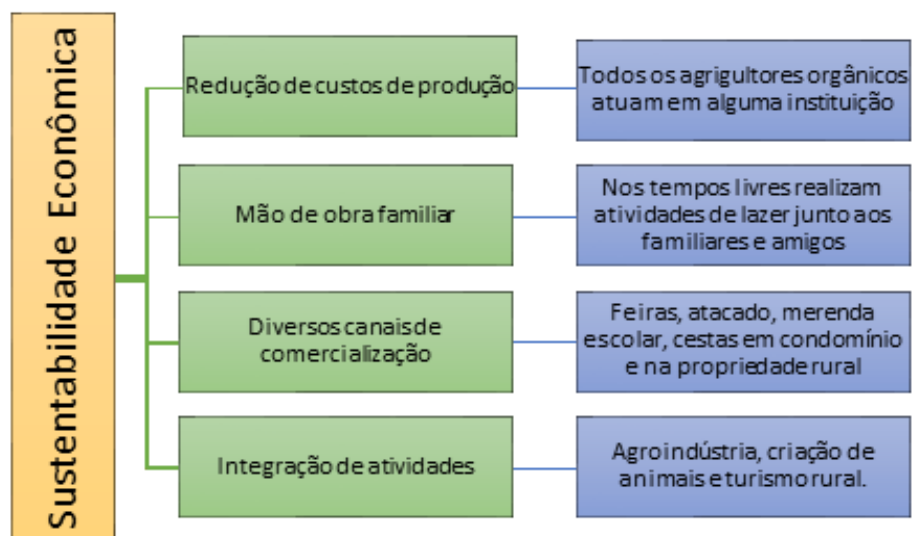 Sustentabilidade Econômica
Redução de custos de produção
Todos os agrigultores orgânicos
atuam em alguma instituição
Mão de obra familiar
Nos tempos livres realizam
atividades de lazer junto aos
familiares e amigos
Diversos canais de
comercialização
Feiras, atacado, merenda
escolar, cestas em condomínio
e na propriedade rural
Integração de atividades
Agroindústria, criação de
animais e turismo rural.